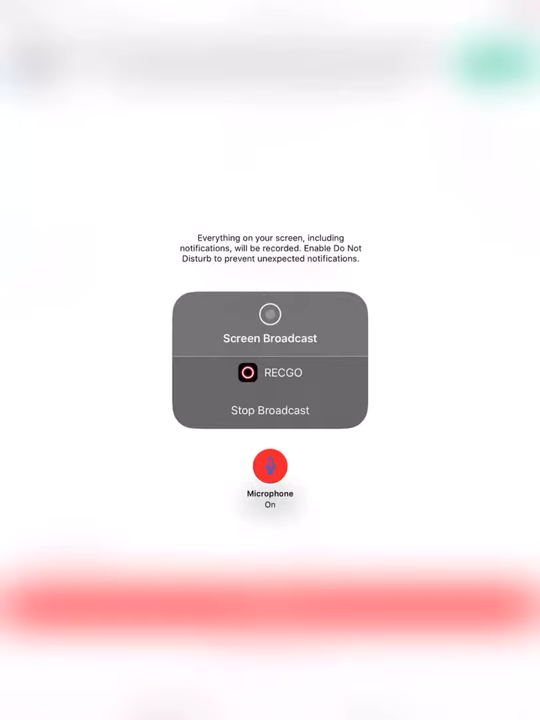 Everything on your screen, including
notifications, will be recorded. Enable Do Not
Disturb to prevent unexpected notifications.
Screen Broadcast
RECGO
Stop Broadcast
Microphone
On